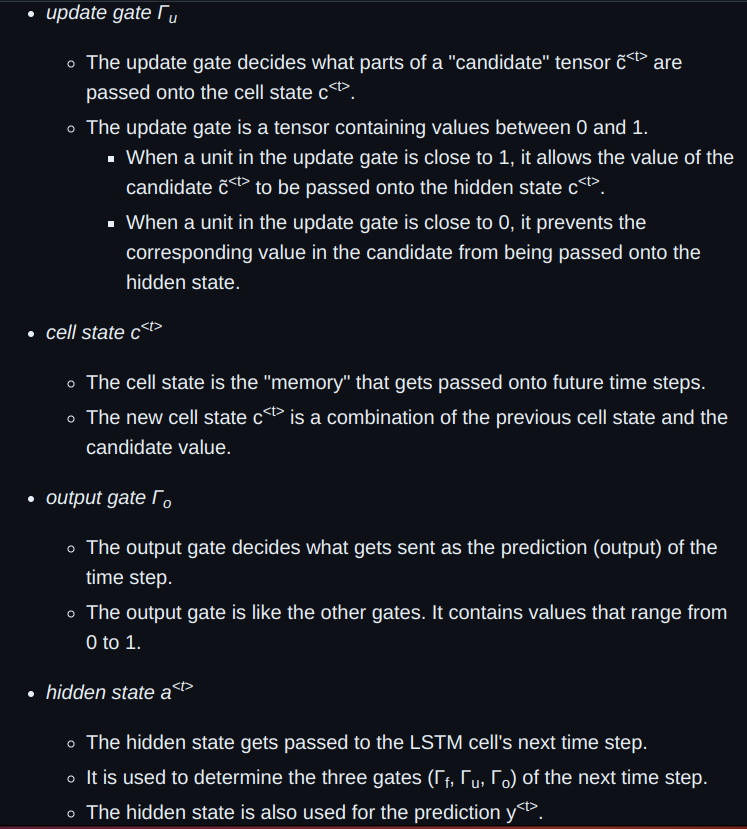 • update gate Γu
◦ The update gate decides what parts of a "candidate" tensor c̃<t> are
passed onto the cell state c<t>.
◦ The update gate is a tensor containing values between 0 and 1.
▪ When a unit in the update gate is close to 1, it allows the value of the
candidate c̃<t> to be passed onto the hidden state c<t>.
▪ When a unit in the update gate is close to 0, it prevents the
corresponding value in the candidate from being passed onto the
hidden state.
• cell state c<t>
◦ The cell state is the "memory" that gets passed onto future time steps.
◦ The new cell state c<t> is a combination of the previous cell state and the
candidate value.
• output gate Γo
◦ The output gate decides what gets sent as the prediction (output) of the
time step.
◦ The output gate is like the other gates. It contains values that range from
0 to 1.
• hidden state a<t>
◦ The hidden state gets passed to the LSTM cell's next time step.
◦ It is used to determine the three gates (Γf, Γu, Γo) of the next time step.
◦ The hidden state is also used for the prediction y<t>.